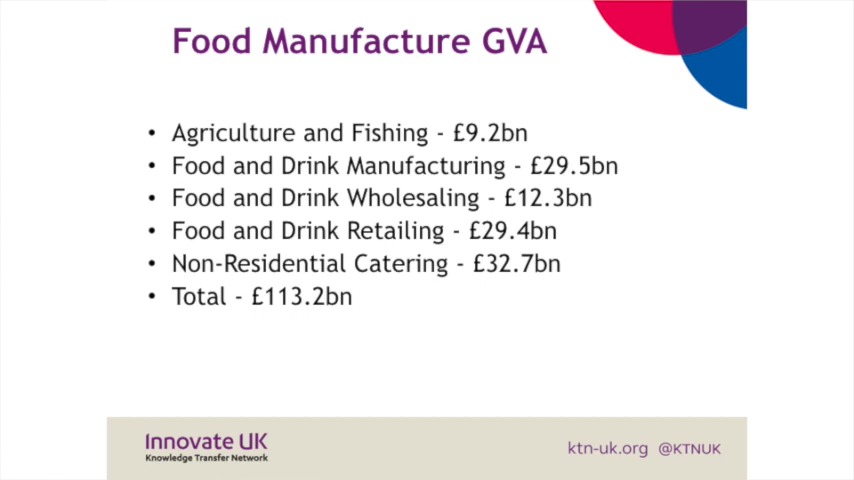 Food Manufacture GVA
• Agriculture and Fishing - £9.2bn
• Food and Drink Manufacturing - £29.5bn
• Food and Drink Wholesaling - £12.3bn
• Food and Drink Retailing - £29.4bn
• Non-Residential Catering - £32.7bn
• Total - £113.2bn
Innovate UK
Knowledge Transfer Network
ktn-uk.org @KTNUK